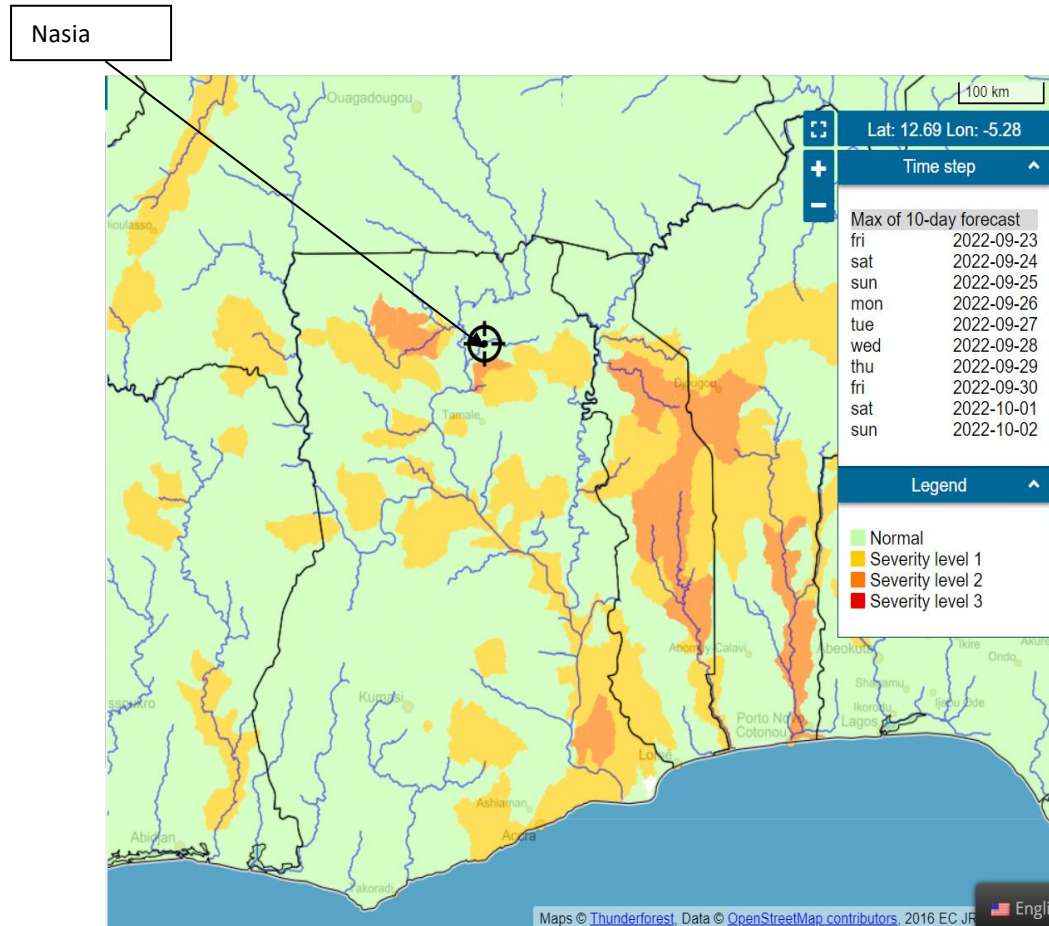 Nasia
Ouagadougou
100 km
Lat: 12.69 Lon: -5.28
Time step
Max of 10-day forecast
fri 2022-09-23
sat 2022-09-24
sun 2022-09-25
mon 2022-09-26
tue 2022-09-27
wed 2022-09-28
thu 2022-09-29
fri 2022-09-30
sat 2022-10-01
sun 2022-10-02
Djougou
Tamale
Legend
Normal
Severity level 1
Severity level 2
Severity level 3
Abomey-Calavi
Abeokuta
Ikire
Akure
Ondo
Shagamu
Kumasi
Ikorodu
Ijebu Ode
Porto Novo
Lagos
Cotonou
Lomé
Ashiaman
Accra
Abidjan
Takoradi
Maps © Thunderforest, Data © OpenStreetMap contributors, 2016 EC JR
Engli